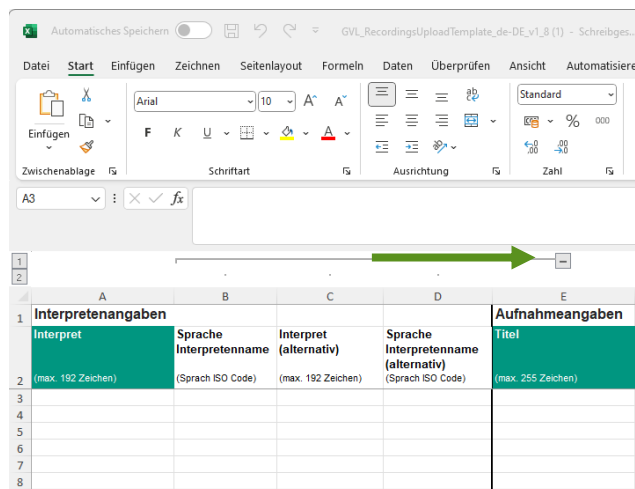 Automatisches Speichern GVL_RecordingsUploadTemplate_de-DE_v1_8 (1) - Schreibges...
Datei Start Einfügen Zeichnen Seitenlayout Formeln Daten Überprüfen Ansicht Automatisiere
Einfügen
Arial 10 A A
F K U A
ab
Standard
% 000
Zwischenablage Schriftart Ausrichtung Zahl
A3 fx
1
2
A B C D E
1 Interpretenangaben Aufnahmeangaben
Interpret Sprache Interpret Sprache Titel
Interpretenname (alternativ) Interpretenname
(alternativ)
2 (max. 192 Zeichen) (Sprach ISO Code) (max. 192 Zeichen) (Sprach ISO Code) (max. 255 Zeichen)
3
4
5
6
7
8